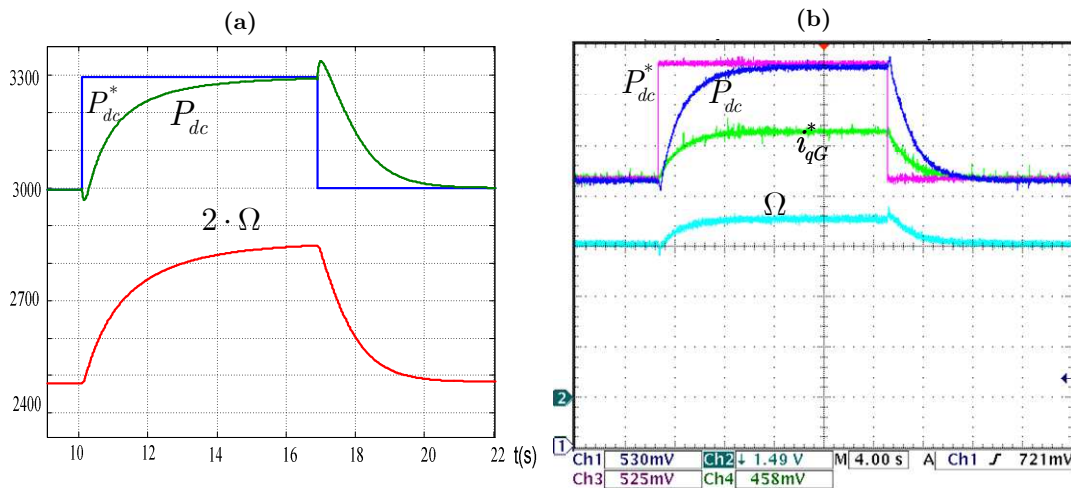 (a)
3300
3000
2700
2400
P*dc
Pdc
2 · Ω
10
12
14
16
18
20
22
t(s)
(b)
P*dc
Pdc
i*qG
Ω
2
1
Ch1 530mV Ch2 ↓ 1.49 V M 4.00 s A Ch1 ∫ 721mV
Ch3 525mV Ch4 458mV